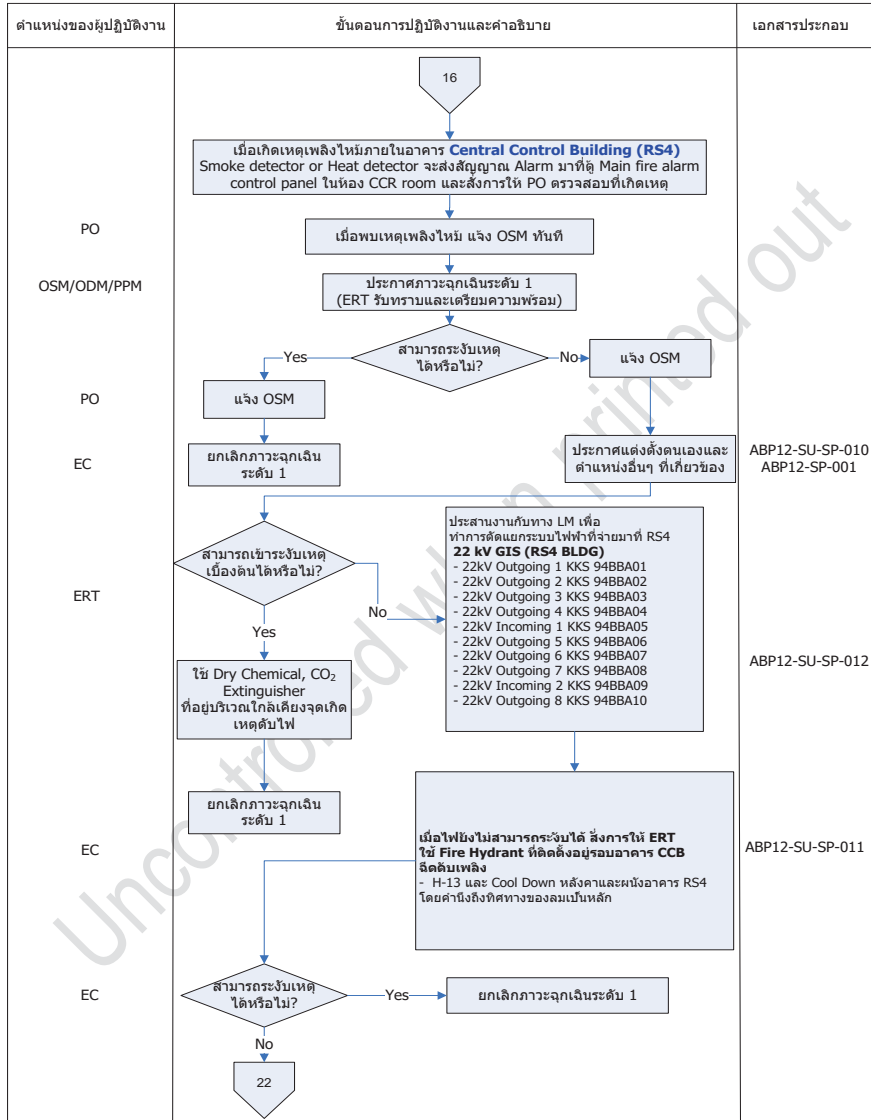 ตำแหน่งของผู้ปฏิบัติงาน
ขั้นตอนการปฏิบัติงานและคำอธิบาย
เอกสารประกอบ
16
เมื่อเกิดเหตุเพลิงไหม้ภายในอาคาร Central Control Building (RS4)
Smoke detector or Heat detector จะส่งสัญญาณ Alarm มาที่ตู้ Main fire alarm
control panel ในห้อง CCR room และสั่งการให้ PO ตรวจสอบที่เกิดเหตุ
PO
เมื่อพบเหตุเพลิงไหม้ แจ้ง OSM ทันที
OSM/ODM/PPM
ประกาศภาวะฉุกเฉินระดับ 1
(ERT รับทราบและเตรียมความพร้อม)
สามารถระงับเหตุ
ได้หรือไม่?
Yes
No
แจ้ง OSM
PO
แจ้ง OSM
EC
ยกเลิกภาวะฉุกเฉิน
ระดับ 1
ประกาศแต่งตั้งตนเองและ
ตำแหน่งอื่นๆ ที่เกี่ยวข้อง
ABP12-SU-SP-010
ABP12-SP-001
สามารถเข้าระงับเหตุ
เบื้องต้นได้หรือไม่?
No
Yes
ประสานงานกับทาง LM เพื่อ
ทำการตัดแยกระบบไฟฟ้าที่จ่ายมาที่ RS4
22 kV GIS (RS4 BLDG)
- 22kV Outgoing 1 KKS 94BBA01
- 22kV Outgoing 2 KKS 94BBA02
- 22kV Outgoing 3 KKS 94BBA03
- 22kV Outgoing 4 KKS 94BBA04
- 22kV Incoming 1 KKS 94BBA05
- 22kV Outgoing 5 KKS 94BBA06
- 22kV Outgoing 6 KKS 94BBA07
- 22kV Outgoing 7 KKS 94BBA08
- 22kV Incoming 2 KKS 94BBA09
- 22kV Outgoing 8 KKS 94BBA10
ERT
ABP12-SU-SP-012
ใช้ Dry Chemical, CO₂
Extinguisher
ที่อยู่บริเวณใกล้เคียงจุดเกิด
เหตุดับไฟ
ยกเลิกภาวะฉุกเฉิน
ระดับ 1
EC
เมื่อไฟยังไม่สามารถระงับได้ สั่งการให้ ERT
ใช้ Fire Hydrant ที่ติดตั้งอยู่รอบอาคาร CCB
ฉีดดับเพลิง
- H-13 และ Cool Down หลังคาและผนังอาคาร RS4
โดยคำนึงถึงทิศทางของลมเป็นหลัก
ABP12-SU-SP-011
EC
สามารถระงับเหตุ
ได้หรือไม่?
Yes
ยกเลิกภาวะฉุกเฉินระดับ 1
No
22
Uncontrolled when printed out